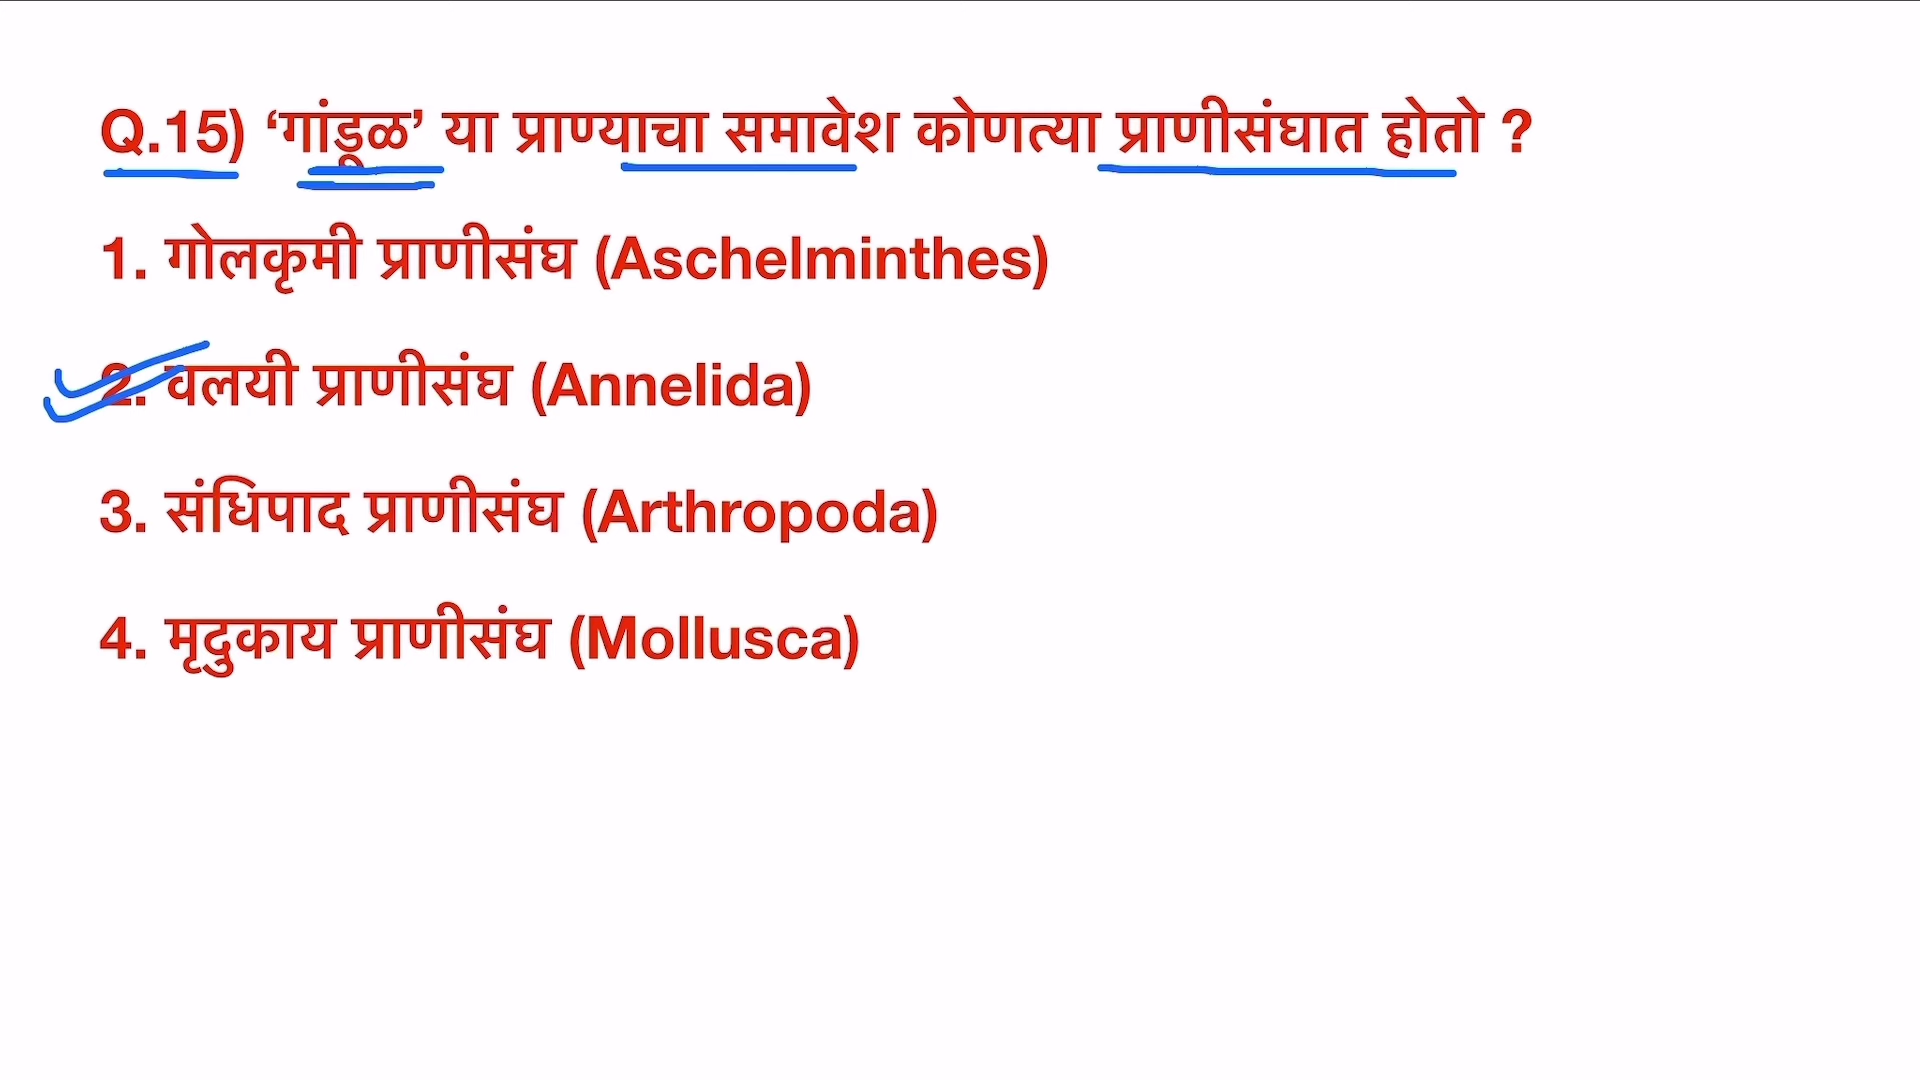 Q.15) ‘गांडूळ’ या प्राण्याचा समावेश कोणत्या प्राणीसंघात होतो ?
1. गोलकृमी प्राणीसंघ (Aschelminthes)
2. वलयी प्राणीसंघ (Annelida)
3. संधिपाद प्राणीसंघ (Arthropoda)
4. मृदुकाय प्राणीसंघ (Mollusca)